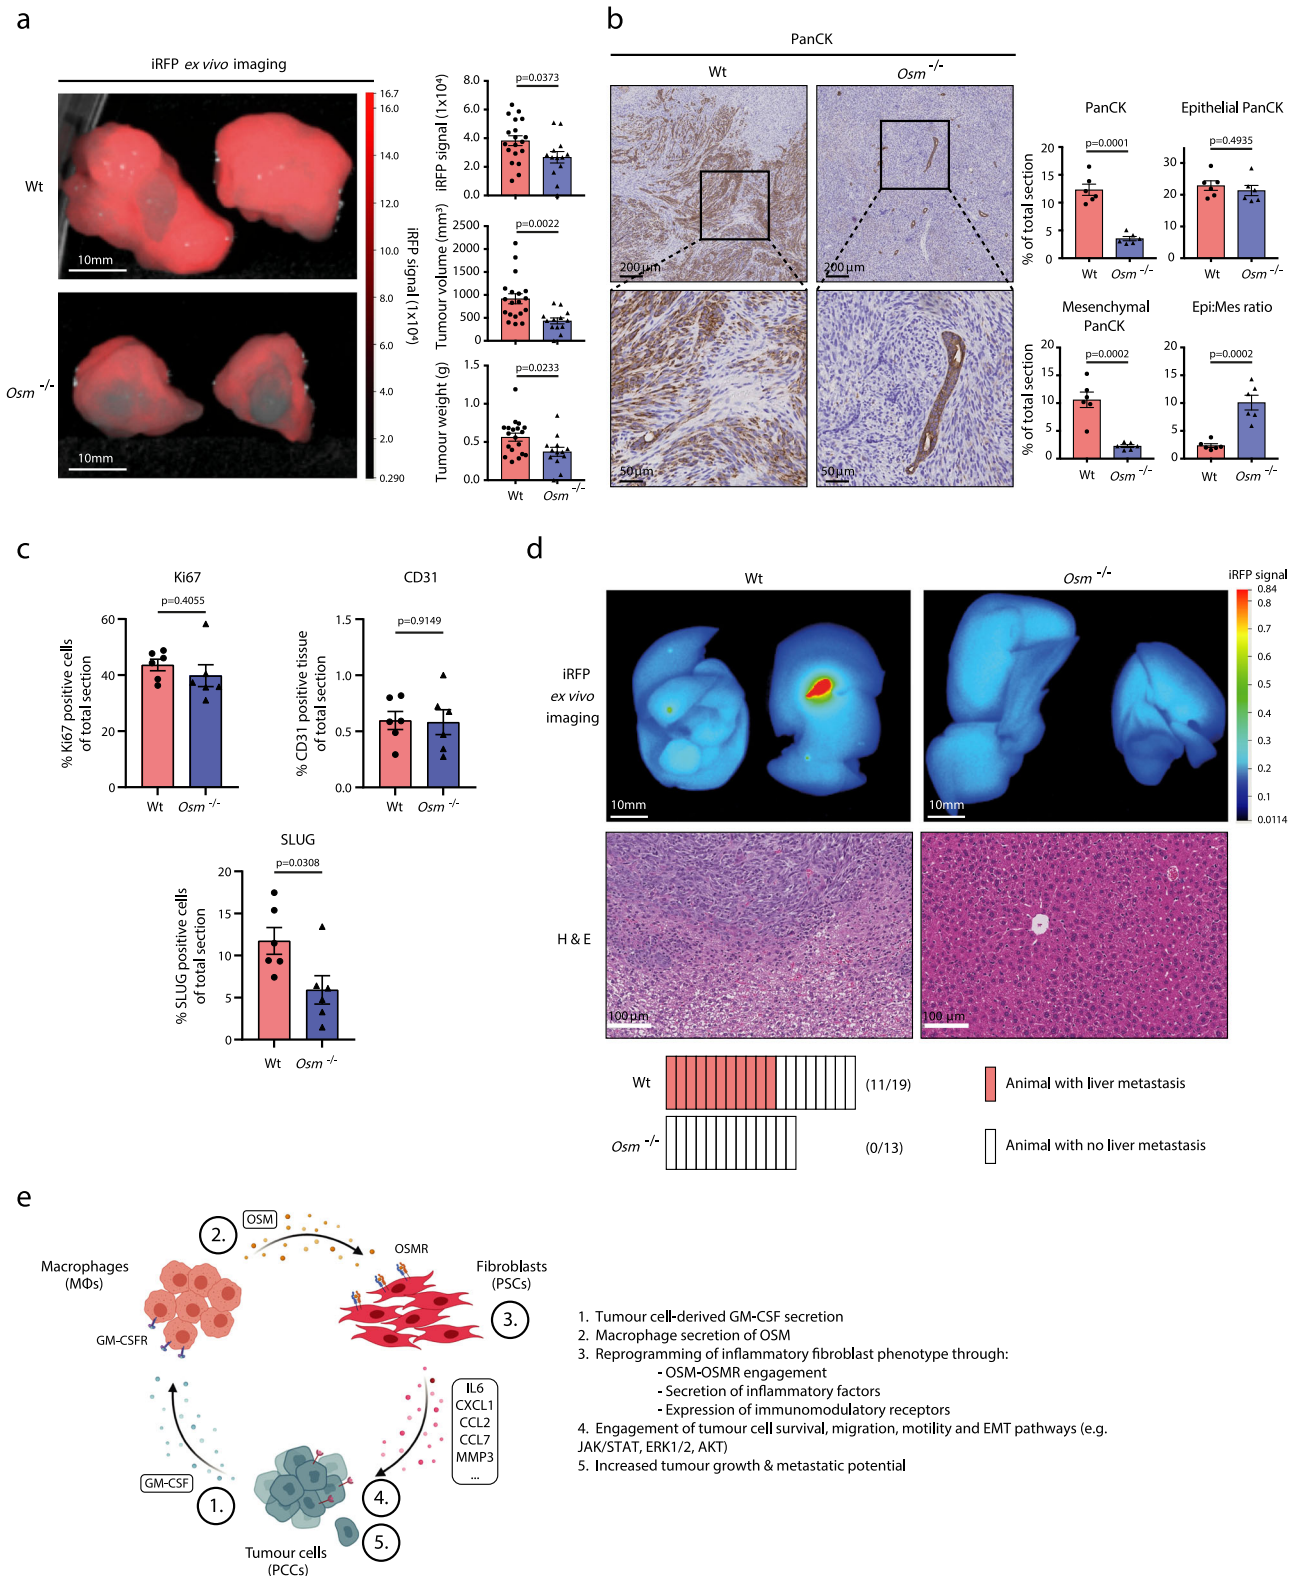 a
iRFP ex vivo imaging
Wt
10mm
Osm -/-
10mm
16.7
16.0
14.0
12.0
10.0
8.0
6.0
4.0
2.0
0.290
iRFP signal (1x10⁴)
p=0.0373
iRFP signal (1x10⁴)
8.0
6.0
4.0
2.0
0.0
p=0.0022
Tumour volume (mm³)
2500
2000
1500
1000
500
0
p=0.0233
Tumour weight (g)
1.5
1.0
0.5
0.0
Wt Osm -/-
b
PanCK
Wt Osm -/-
200µm 200µm
50µm 50µm
PanCK
p=0.0001
% of total section
20
15
10
5
0
Wt Osm -/-
Epithelial PanCK
p=0.4935
30
20
10
0
Wt Osm -/-
Mesenchymal
PanCK
p=0.0002
% of total section
20
15
10
5
0
Wt Osm -/-
Epi:Mes ratio
p=0.0002
20
15
10
5
0
Wt Osm -/-
c
Ki67
p=0.4055
% Ki67 positive cells
of total section
60
40
20
0
Wt Osm -/-
CD31
p=0.9149
% CD31 positive tissue
of total section
1.5
1.0
0.5
0.0
Wt Osm -/-
SLUG
p=0.0308
% SLUG positive cells
of total section
20
15
10
5
0
Wt Osm -/-
d
Wt Osm -/-
iRFP
ex vivo
imaging
10mm 10mm
iRFP signal
0.84
0.8
0.7
0.6
0.5
0.4
0.3
0.2
0.1
0.0114
H & E
100µm 100 µm
Wt (11/19)
Animal with liver metastasis
Osm -/- (0/13)
Animal with no liver metastasis
e
2.
OSM
OSMR
Macrophages
(MΦs)
Fibroblasts
(PSCs)
3.
GM-CSFR
IL6
CXCL1
CCL2
CCL7
MMP3
...
GM-CSF
1.
4.
5.
Tumour cells
(PCCs)
1. Tumour cell-derived GM-CSF secretion
2. Macrophage secretion of OSM
3. Reprogramming of inflammatory fibroblast phenotype through:
- OSM-OSMR engagement
- Secretion of inflammatory factors
- Expression of immunomodulatory receptors
4. Engagement of tumour cell survival, migration, motility and EMT pathways (e.g.
JAK/STAT, ERK1/2, AKT)
5. Increased tumour growth & metastatic potential